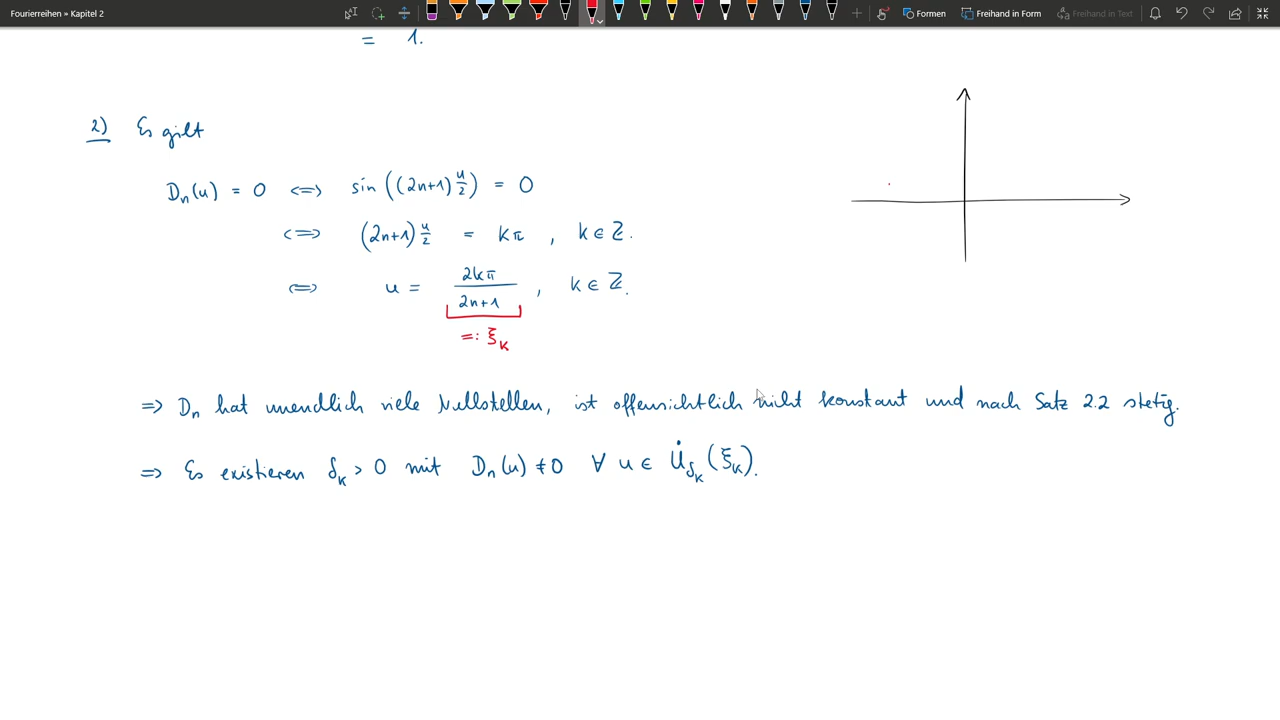 Fourierreihen » Kapitel 2
Formen
Freihand in Form
Freihand in Text
= 1.
2) Es gilt
Dₙ(u) = 0 <=> sin((2n+1) u/2) = 0
<=> (2n+1) u/2 = kπ , k ∈ ℤ.
<=> u = 2kπ/(2n+1) , k ∈ ℤ.
=: ξₖ
=> Dₙ hat unendlich viele Nullstellen, ist offensichtlich nicht konstant und nach Satz 2.2 stetig.
=> Es existieren δₖ > 0 mit Dₙ(u) ≠ 0 ∀ u ∈ U̇_δₖ(ξₖ).